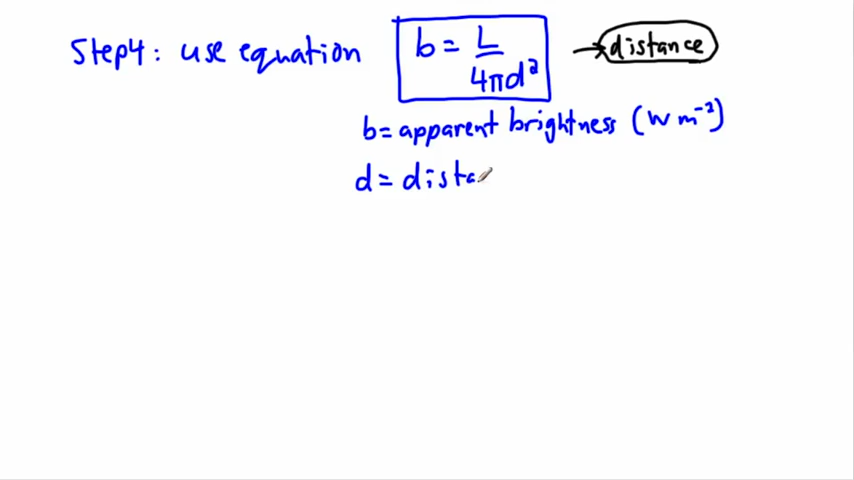 Step4: use equation b = L / 4πd² → distance
b = apparent brightness (W m⁻²)
d = dista